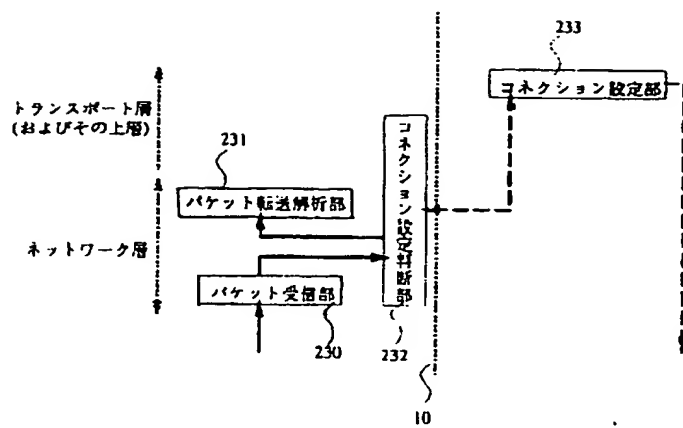 233
コネクション設定部
トランスポート層
(およびその上層)
231
パケット転送解析部
コネクション設定判断部
ネットワーク層
パケット受信部
230
232
10